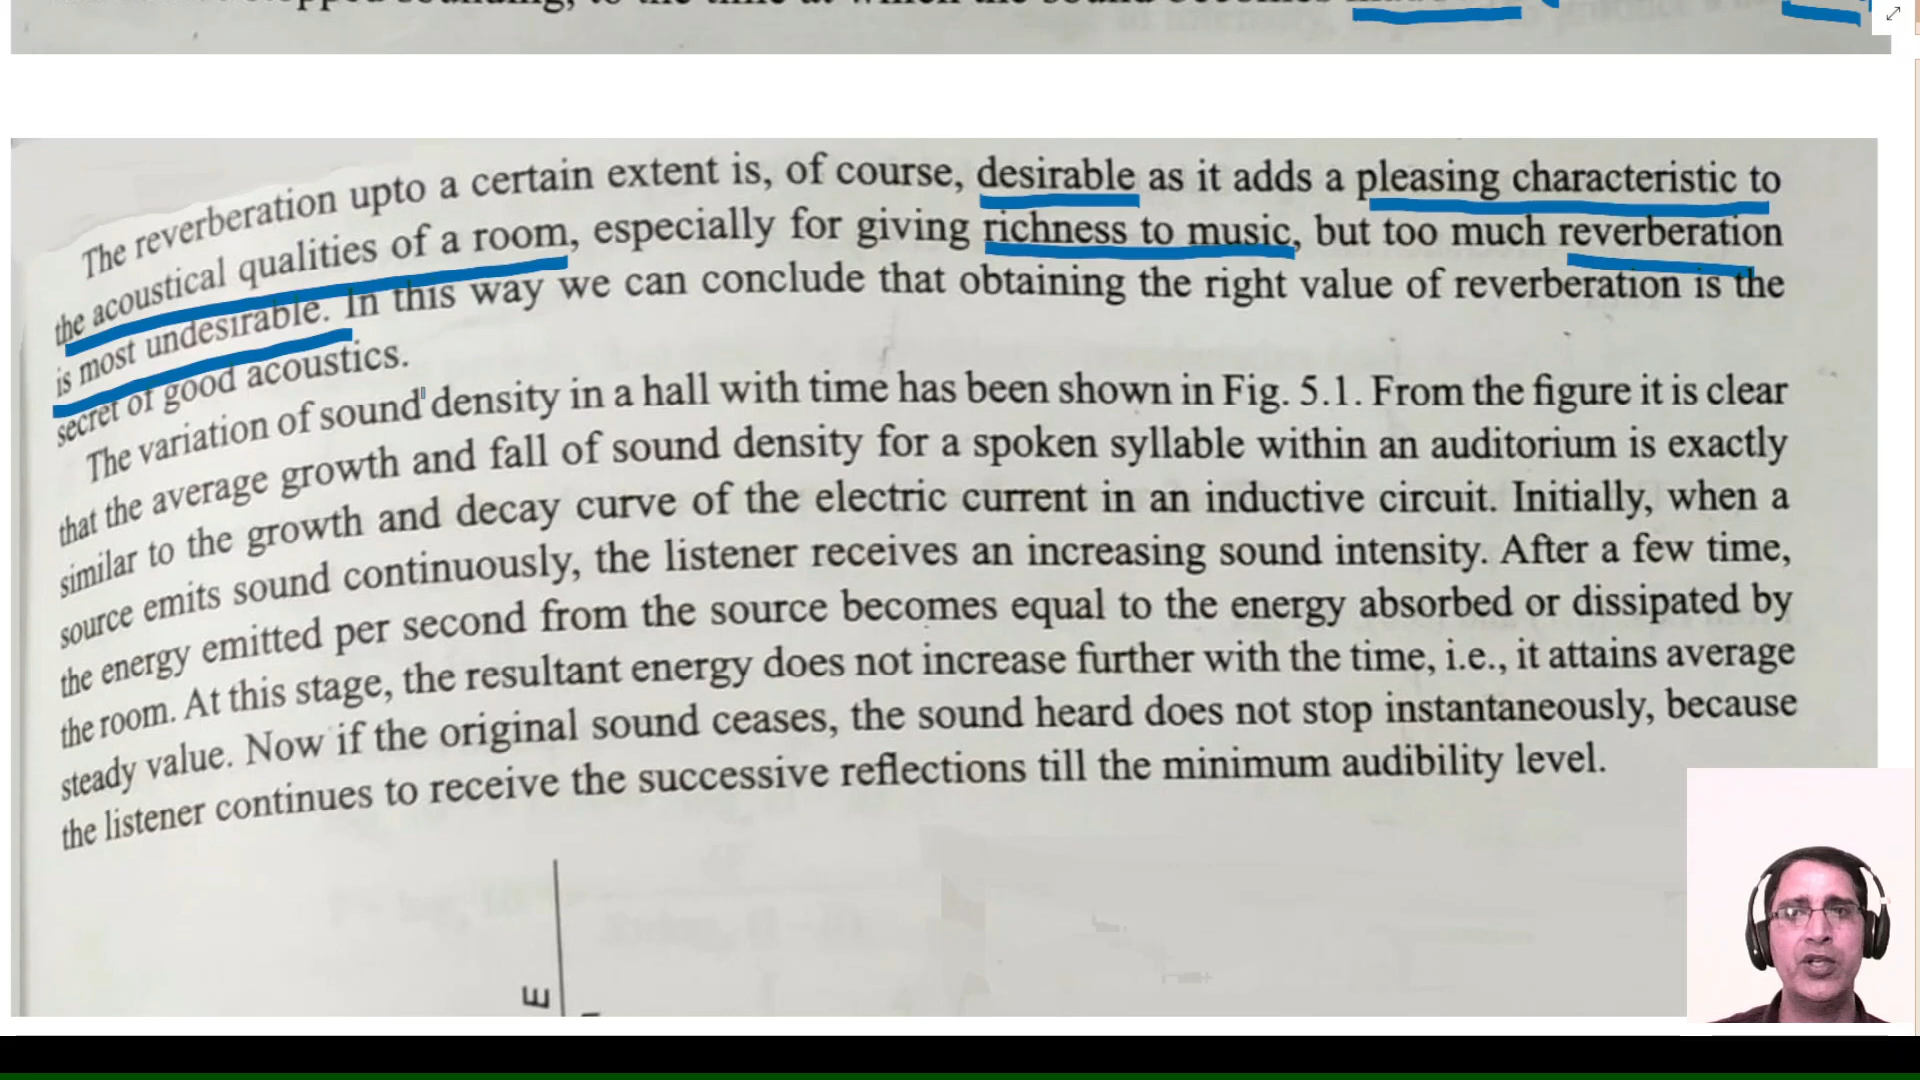 The reverberation upto a certain extent is, of course, desirable as it adds a pleasing characteristic to
the acoustical qualities of a room, especially for giving richness to music, but too much reverberation
is most undesirable. In this way we can conclude that obtaining the right value of reverberation is the
secret of good acoustics.
The variation of sound density in a hall with time has been shown in Fig. 5.1. From the figure it is clear
that the average growth and fall of sound density for a spoken syllable within an auditorium is exactly
similar to the growth and decay curve of the electric current in an inductive circuit. Initially, when a
source emits sound continuously, the listener receives an increasing sound intensity. After a few time,
the energy emitted per second from the source becomes equal to the energy absorbed or dissipated by
the room. At this stage, the resultant energy does not increase further with the time, i.e., it attains average
steady value. Now if the original sound ceases, the sound heard does not stop instantaneously, because
the listener continues to receive the successive reflections till the minimum audibility level.
E